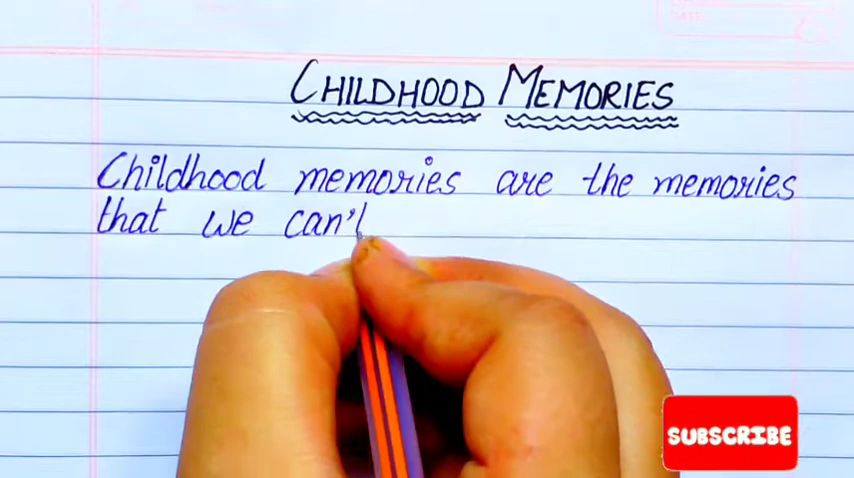 CHILDHOOD MEMORIES
Childhood memories are the memories
that we can't
SUBSCRIBE